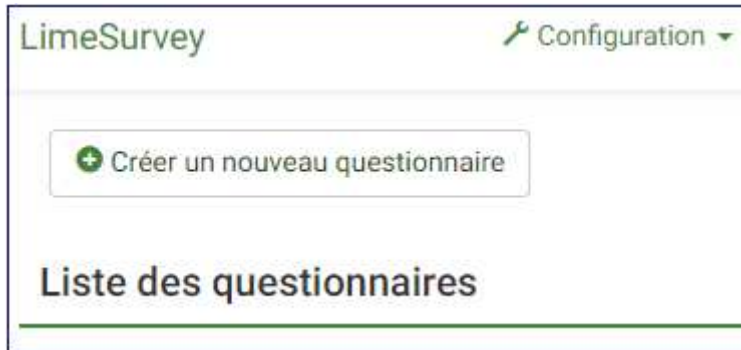 LimeSurvey
Configuration
Créer un nouveau questionnaire
Liste des questionnaires